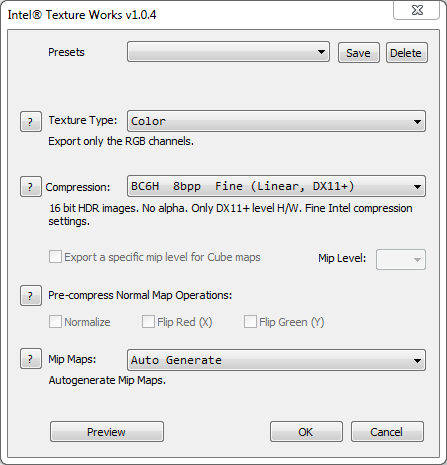 Intel® Texture Works v1.0.4
Presets Save Delete
? Texture Type: Color
Export only the RGB channels.
? Compression: BC6H 8bpp Fine (Linear, DX11+)
16 bit HDR images. No alpha. Only DX11+ level H/W. Fine Intel compression
settings.
Export a specific mip level for Cube maps Mip Level:
? Pre-compress Normal Map Operations:
Normalize Flip Red (X) Flip Green (Y)
? Mip Maps: Auto Generate
Autogenerate Mip Maps.
Preview OK Cancel